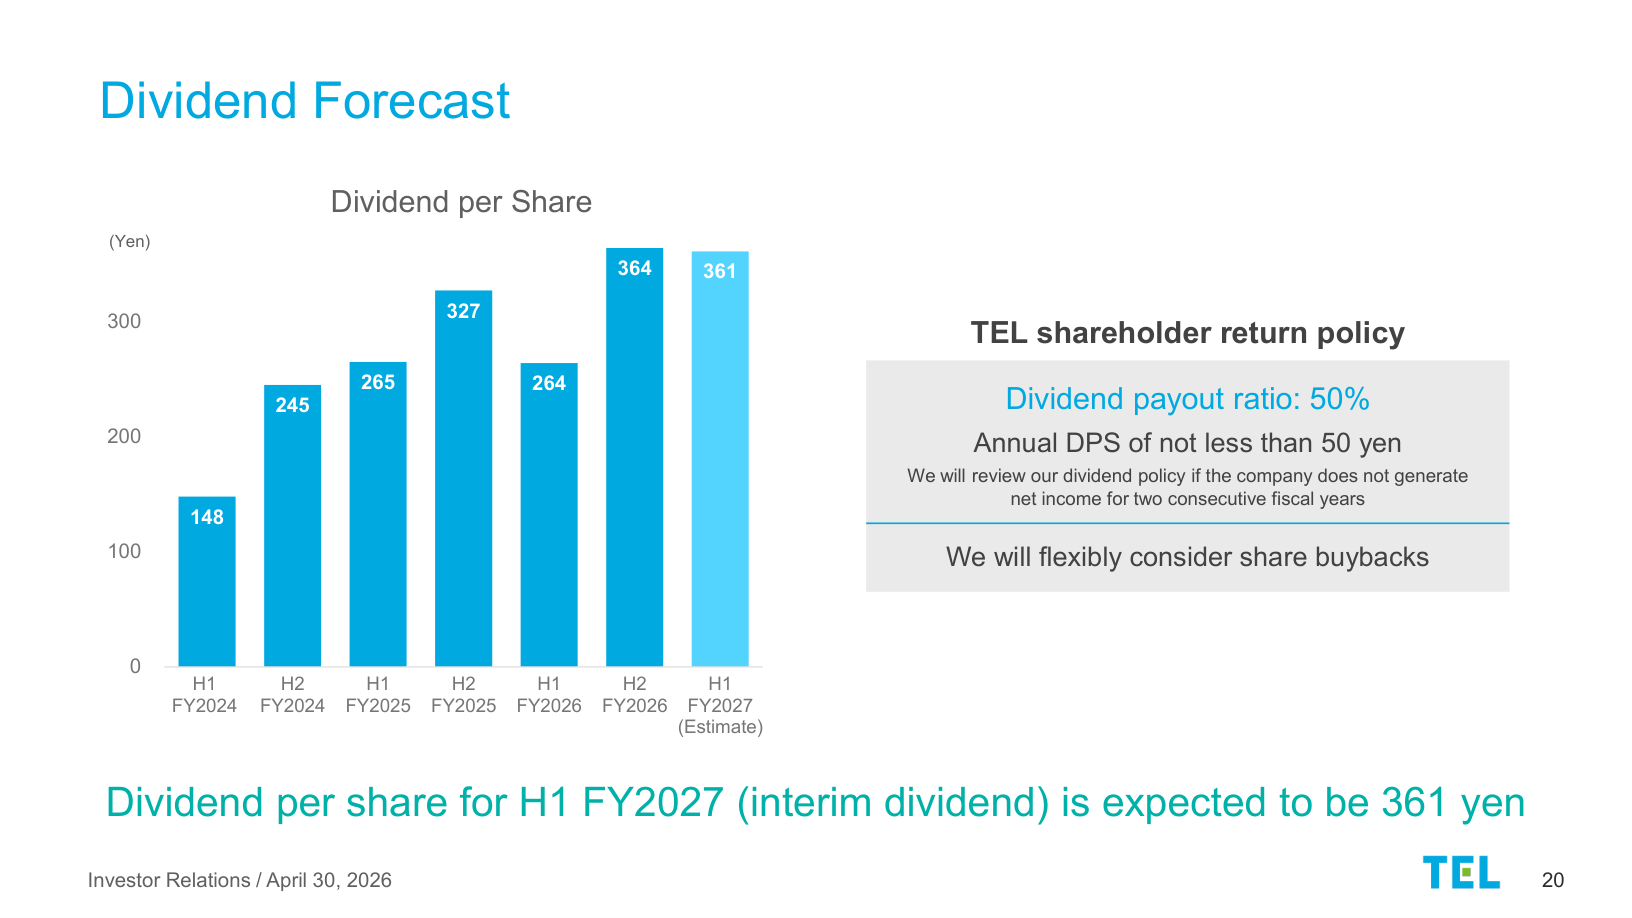 Dividend Forecast
Dividend per Share
(Yen)
300
200
100
0
148
245
265
327
264
364
361
H1
FY2024
H2
FY2024
H1
FY2025
H2
FY2025
H1
FY2026
H2
FY2026
H1
FY2027
(Estimate)
TEL shareholder return policy
Dividend payout ratio: 50%
Annual DPS of not less than 50 yen
We will review our dividend policy if the company does not generate
net income for two consecutive fiscal years
We will flexibly consider share buybacks
Dividend per share for H1 FY2027 (interim dividend) is expected to be 361 yen
Investor Relations / April 30, 2026
TEL
20